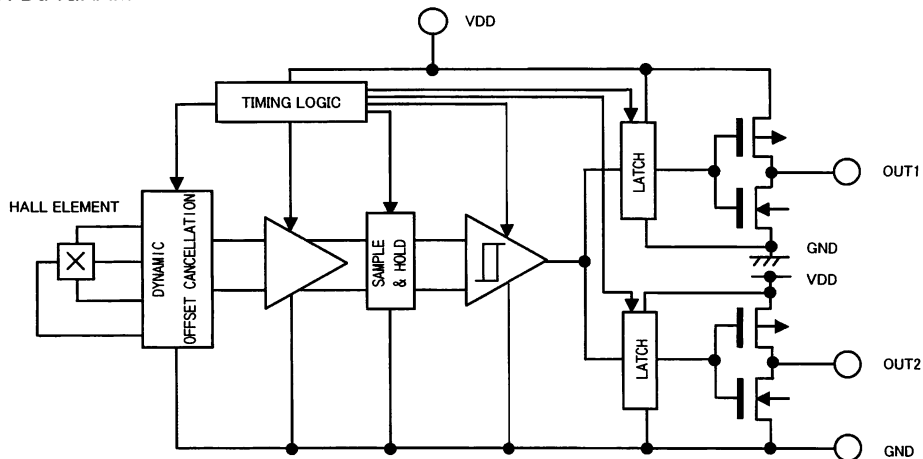 VDD
TIMING LOGIC
LATCH
OUT1
HALL ELEMENT
DYNAMIC
OFFSET CANCELLATION
SAMPLE
& HOLD
GND
VDD
LATCH
OUT2
GND